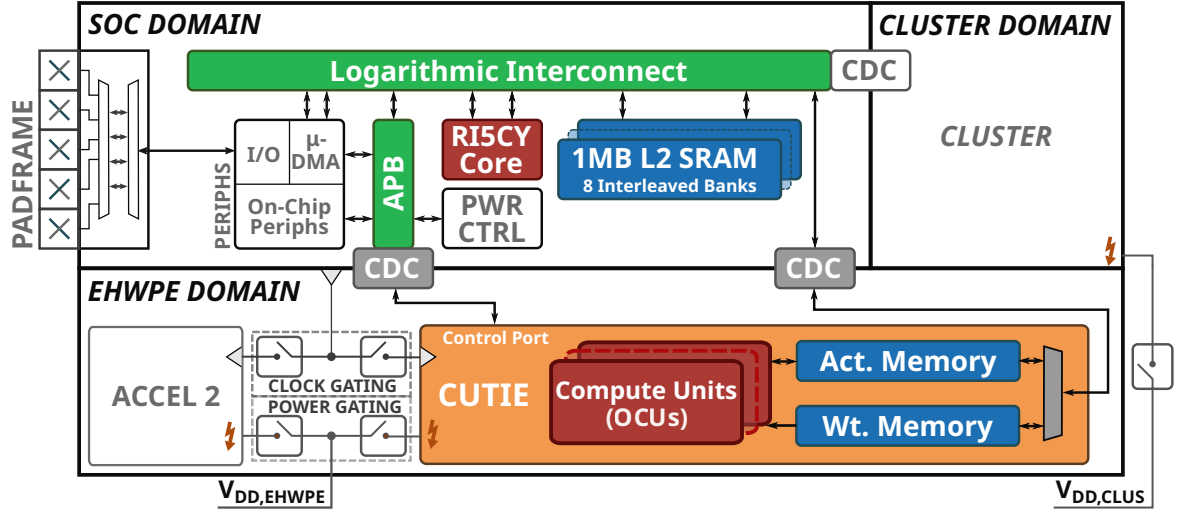 SOC DOMAIN
CLUSTER DOMAIN
Logarithmic Interconnect
CDC
PADFRAME
PERIPHS
I/O
μ-
DMA
On-Chip
Periphs
APB
RI5CY
Core
PWR
CTRL
1MB L2 SRAM
8 Interleaved Banks
CLUSTER
CDC
CDC
EHWPE DOMAIN
ACCEL 2
CLOCK GATING
POWER GATING
Control Port
CUTIE
Compute Units
(OCUs)
Act. Memory
Wt. Memory
VDD,EHWPE
VDD,CLUS